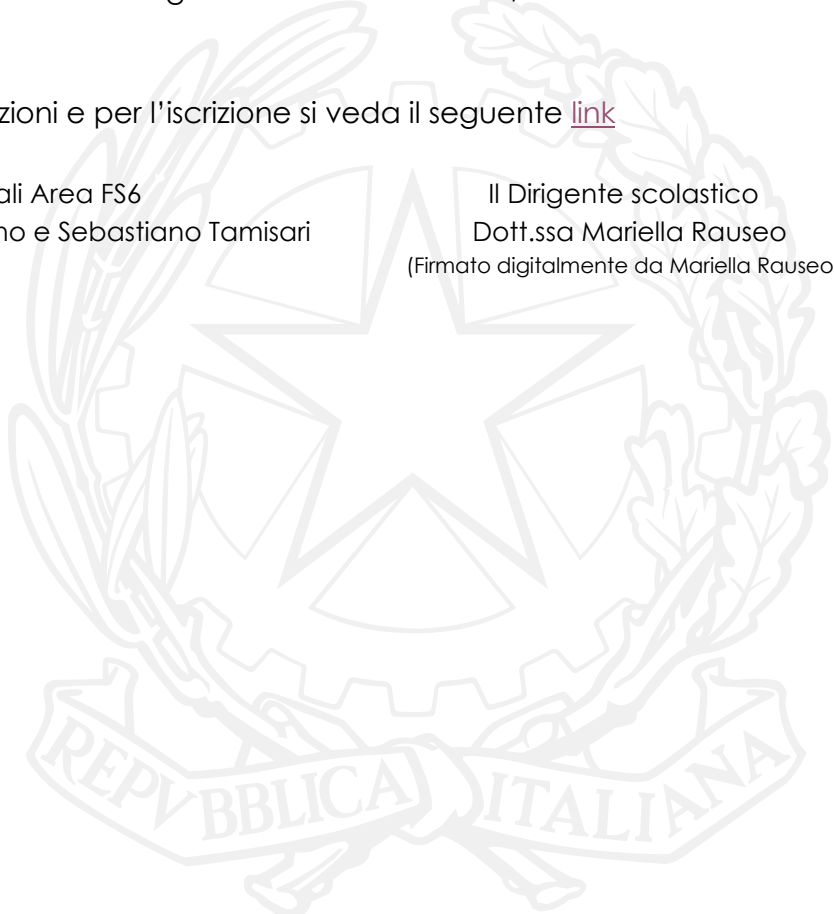 zioni e per l’iscrizione si veda il seguente link
ali Area FS6
no e Sebastiano Tamisari
Il Dirigente scolastico
Dott.ssa Mariella Rauseo
(Firmato digitalmente da Mariella Rauseo
REPVBBLICA ITALIANA